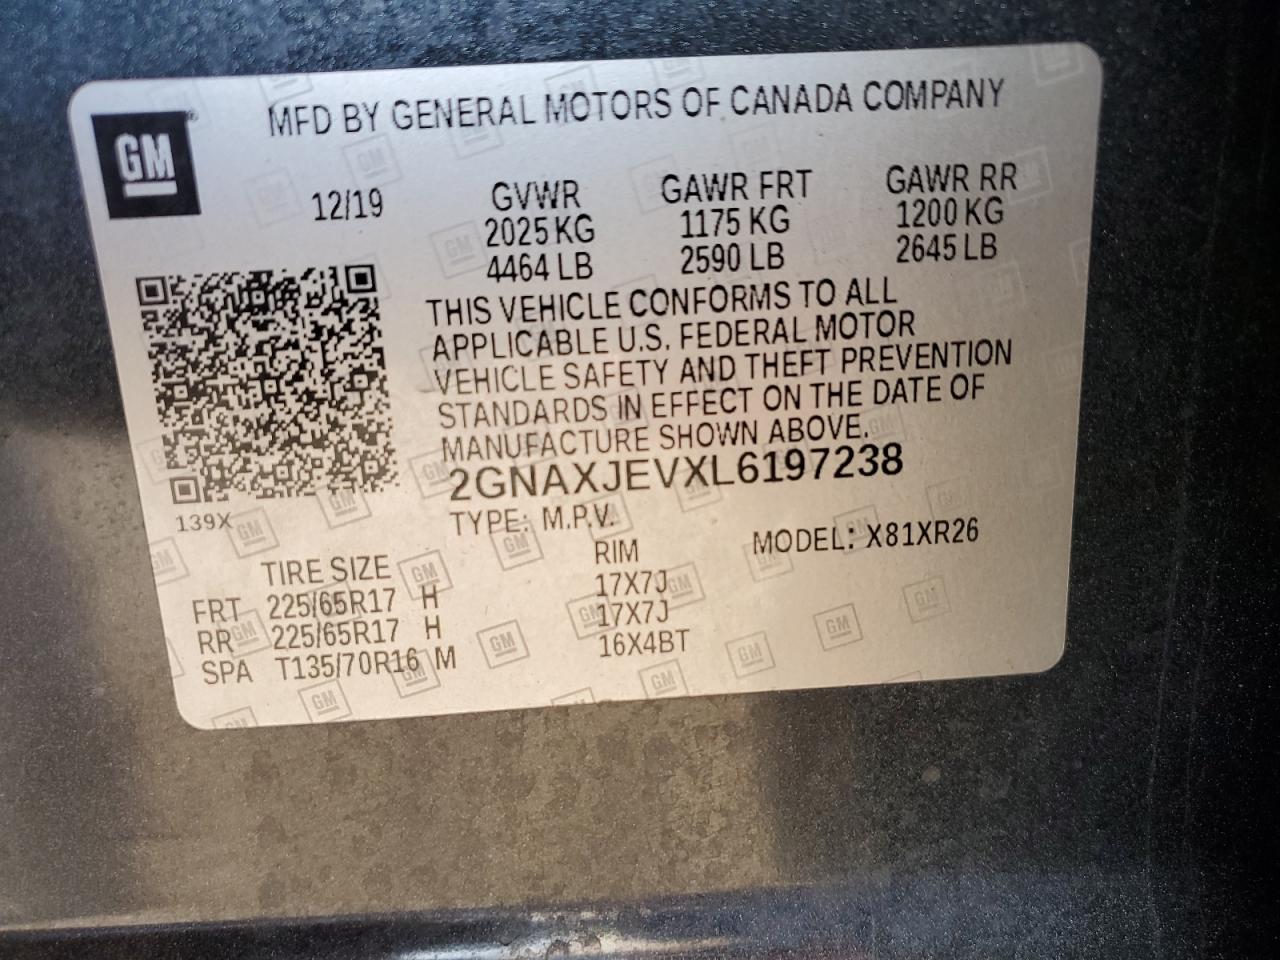 GM
MFD BY GENERAL MOTORS OF CANADA COMPANY
12/19
GVWR GAWR FRT GAWR RR
2025 KG 1175 KG 1200 KG
4464 LB 2590 LB 2645 LB
THIS VEHICLE CONFORMS TO ALL
APPLICABLE U.S. FEDERAL MOTOR
VEHICLE SAFETY AND THEFT PREVENTION
STANDARDS IN EFFECT ON THE DATE OF
MANUFACTURE SHOWN ABOVE.
2GNAXJEVXL6197238
139X
TYPE: M.P.V. MODEL: X81XR26
TIRE SIZE RIM
FRT 225/65R17 H 17X7J
RR 225/65R17 H 17X7J
SPA T135/70R16 M 16X4BT